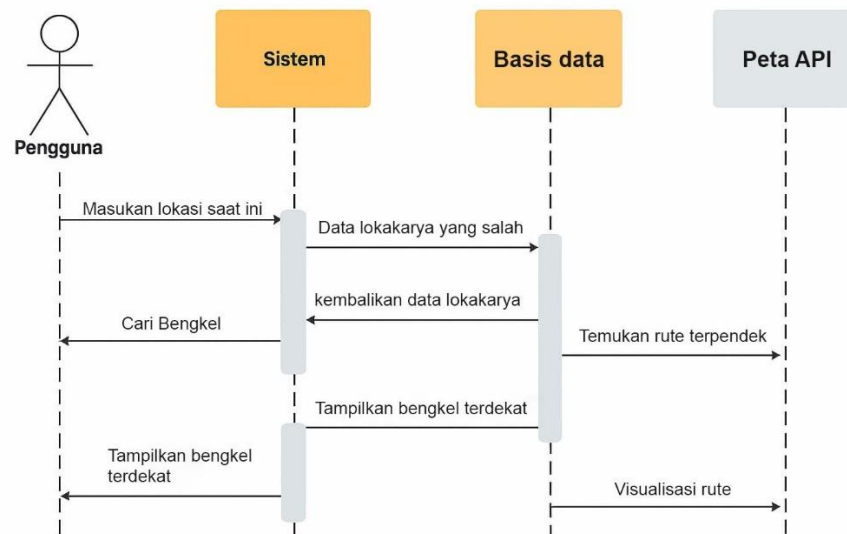 Sistem
Basis data
Peta API
Pengguna
Masukan lokasi saat ini
Data lokakarya yang salah
kembalikan data lokakarya
Cari Bengkel
Temukan rute terpendek
Tampilkan bengkel terdekat
Tampilkan bengkel
terdekat
Visualisasi rute